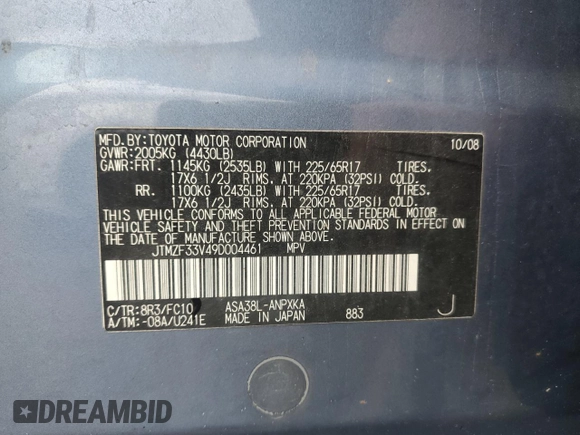 MFD.BY:TOYOTA MOTOR CORPORATION 10/08
GVWR:2005KG (4430LB)
GAWR:FRT. 1145KG (2535LB) WITH 225/65R17 TIRES.
17X6 1/2J RIMS. AT 220KPA (32PSI) COLD.
RR. 1100KG (2435LB) WITH 225/65R17 TIRES.
17X6 1/2J RIMS. AT 220KPA (32PSI) COLD.
THIS VEHICLE CONFORMS TO ALL APPLICABLE FEDERAL MOTOR
VEHICLE SAFETY AND THEFT PREVENTION STANDARDS IN EFFECT ON
THE DATE OF MANUFACTURE SHOWN ABOVE.
JTMZF33V49D004461 MPV
C/TR:8R3/FC10 ASA38L-ANPXKA J
A/TM:-08A/U241E MADE IN JAPAN 883
DREAMBID